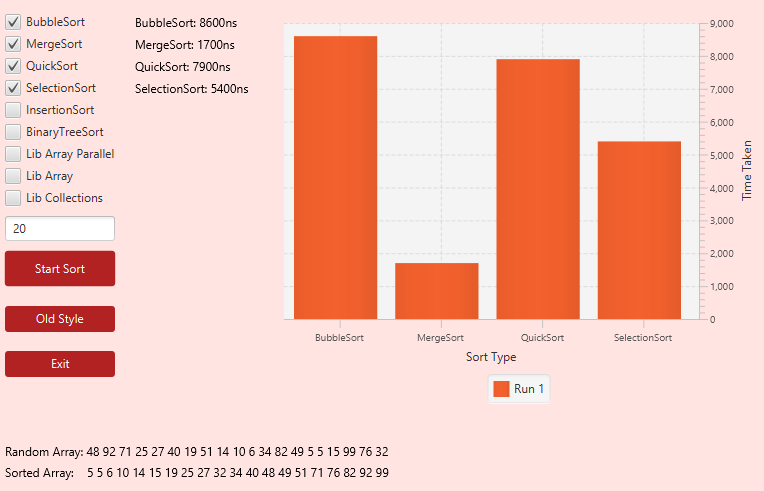 BubbleSort
MergeSort
QuickSort
SelectionSort
InsertionSort
BinaryTreeSort
Lib Array Parallel
Lib Array
Lib Collections
20
Start Sort
Old Style
Exit
BubbleSort: 8600ns
MergeSort: 1700ns
QuickSort: 7900ns
SelectionSort: 5400ns
9,000
8,000
7,000
6,000
5,000
4,000
3,000
2,000
1,000
0
Time Taken
BubbleSort
MergeSort
QuickSort
SelectionSort
Sort Type
Run 1
Random Array: 48 92 71 25 27 40 19 51 14 10 6 34 82 49 5 5 15 99 76 32
Sorted Array: 5 5 6 10 14 15 19 25 27 32 34 40 48 49 51 71 76 82 92 99